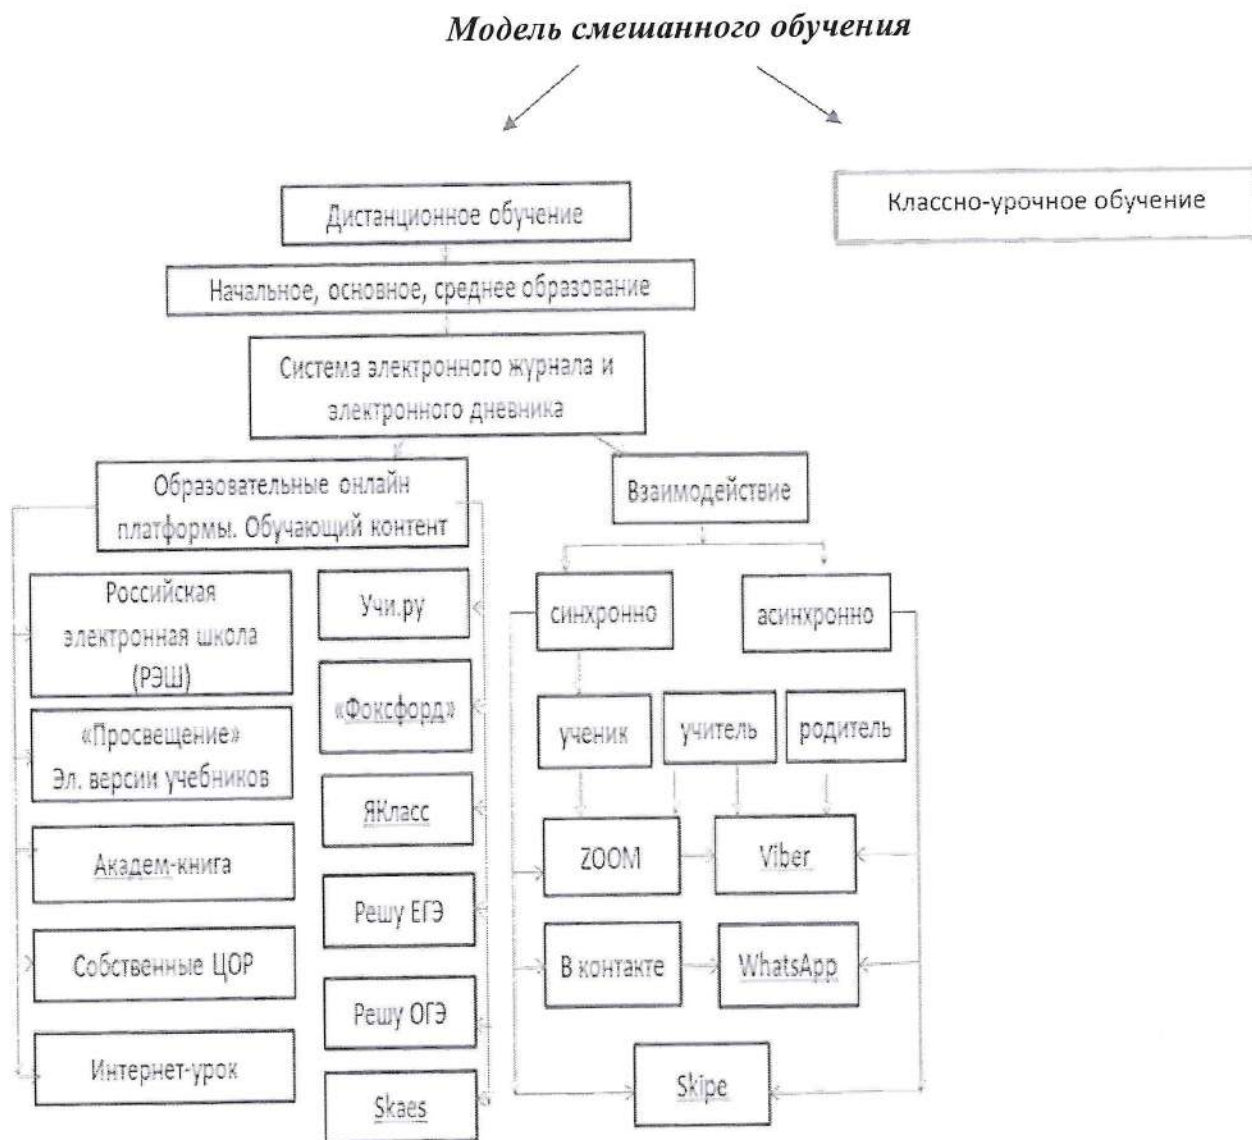 Модель смешанного обучения
Дистанционное обучение
Классно-урочное обучение
Начальное, основное, среднее образование
Система электронного журнала и
электронного дневника
Образовательные онлайн
платформы. Обучающий контент
Взаимодействие
Российская
электронная школа
(РЭШ)
«Просвещение»
Эл. версии учебников
Академ-книга
Собственные ЦОР
Интернет-урок
Учи.ру
«Фоксфорд»
ЯКласс
Решу ЕГЭ
Решу ОГЭ
Skaes
синхронно
асинхронно
ученик
учитель
родитель
ZOOM
Viber
В контакте
WhatsApp
Skipe